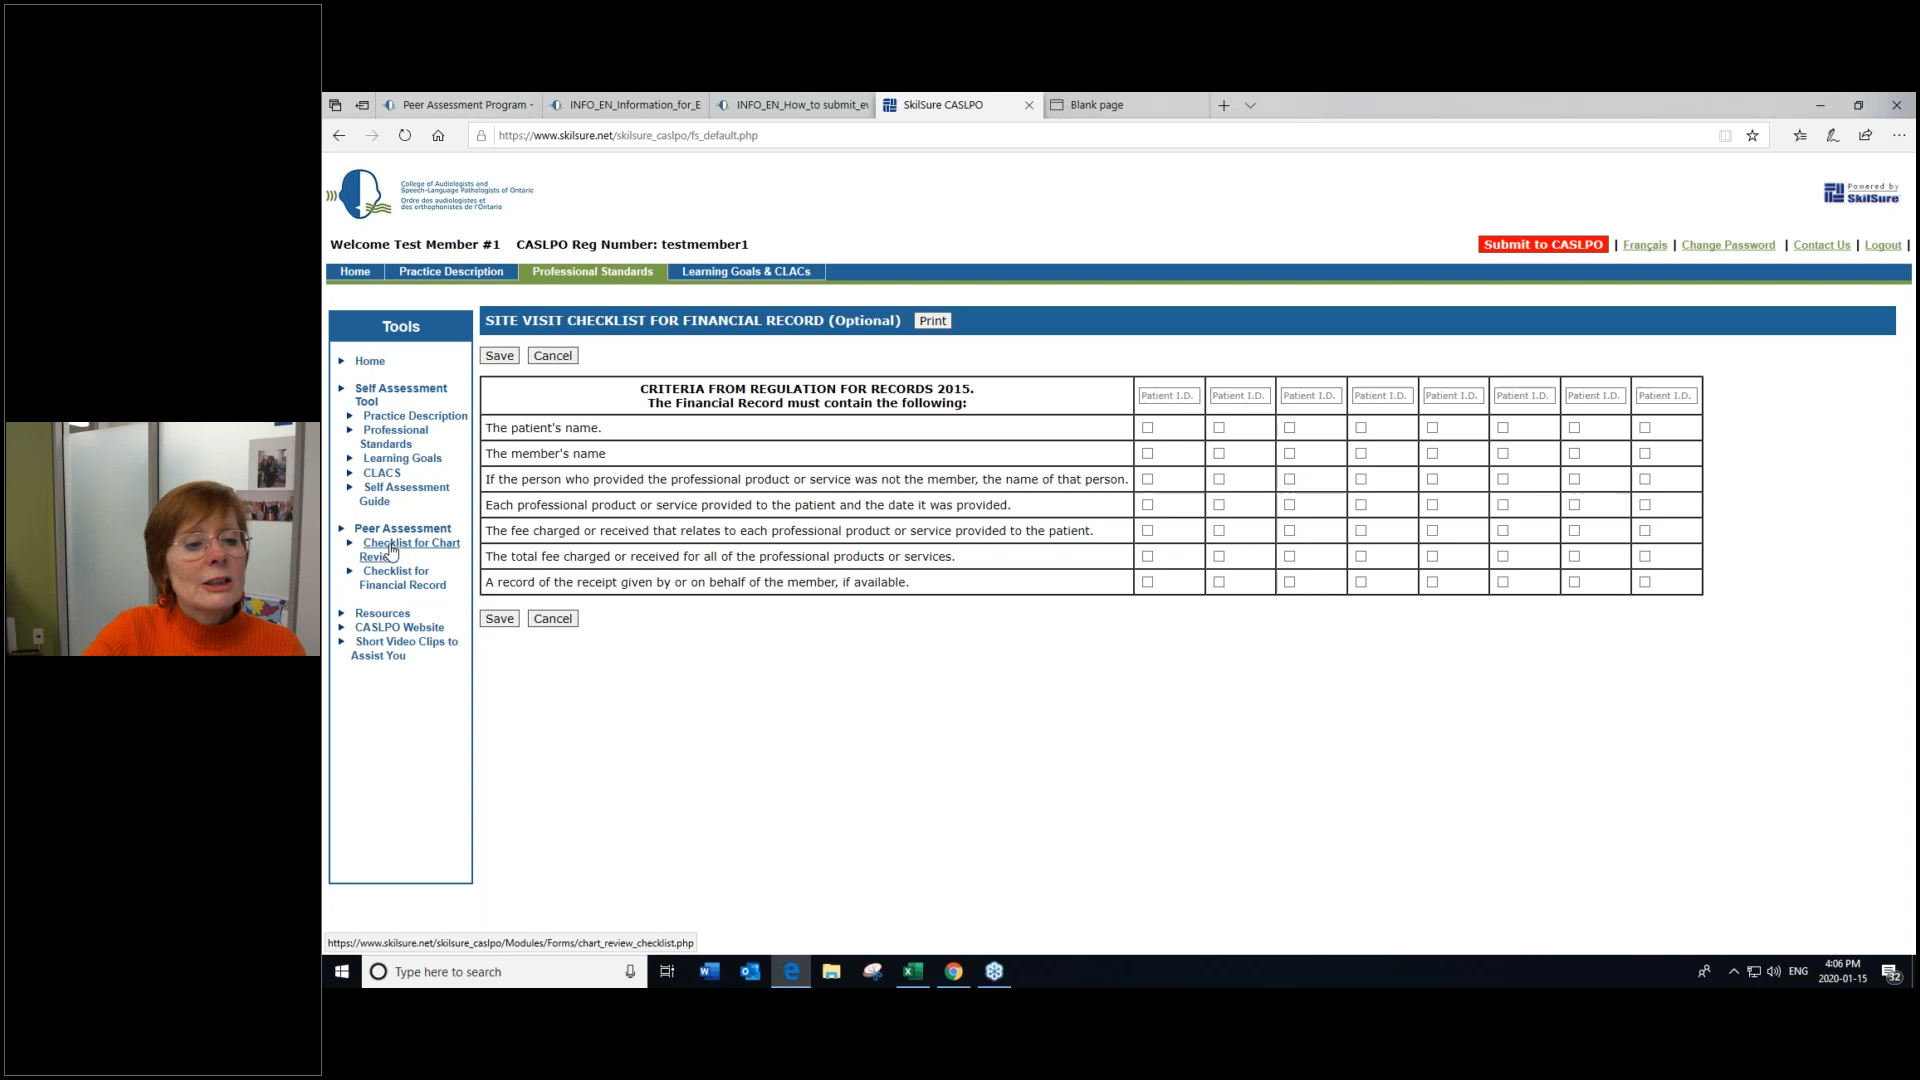 Peer Assessment Program -
INFO_EN_Information_for_E
INFO_EN_How_to submit_ev
SkilSure CASLPO
Blank page
https://www.skilsure.net/skilsure_caslpo/fs_default.php
College of Audiologists and
Speech-Language Pathologists of Ontario
Ordre des audiologistes et
des orthophonistes de l'Ontario
Powered by
SkilSure
Welcome Test Member #1 CASLPO Reg Number: testmember1
Submit to CASLPO | Français | Change Password | Contact Us | Logout |
Home Practice Description Professional Standards Learning Goals & CLACs
Tools
Home
Self Assessment
Tool
Practice Description
Professional
Standards
Learning Goals
CLACS
Self Assessment
Guide
Peer Assessment
Checklist for Chart
Review
Checklist for
Financial Record
Resources
CASLPO Website
Short Video Clips to
Assist You
SITE VISIT CHECKLIST FOR FINANCIAL RECORD (Optional) Print
Save Cancel
CRITERIA FROM REGULATION FOR RECORDS 2015.
The Financial Record must contain the following:
Patient I.D. Patient I.D. Patient I.D. Patient I.D. Patient I.D. Patient I.D. Patient I.D. Patient I.D.
The patient's name.
The member's name
If the person who provided the professional product or service was not the member, the name of that person.
Each professional product or service provided to the patient and the date it was provided.
The fee charged or received that relates to each professional product or service provided to the patient.
The total fee charged or received for all of the professional products or services.
A record of the receipt given by or on behalf of the member, if available.
Save Cancel
https://www.skilsure.net/skilsure_caslpo/Modules/Forms/chart_review_checklist.php
Type here to search
ENG
4:06 PM
2020-01-15
32